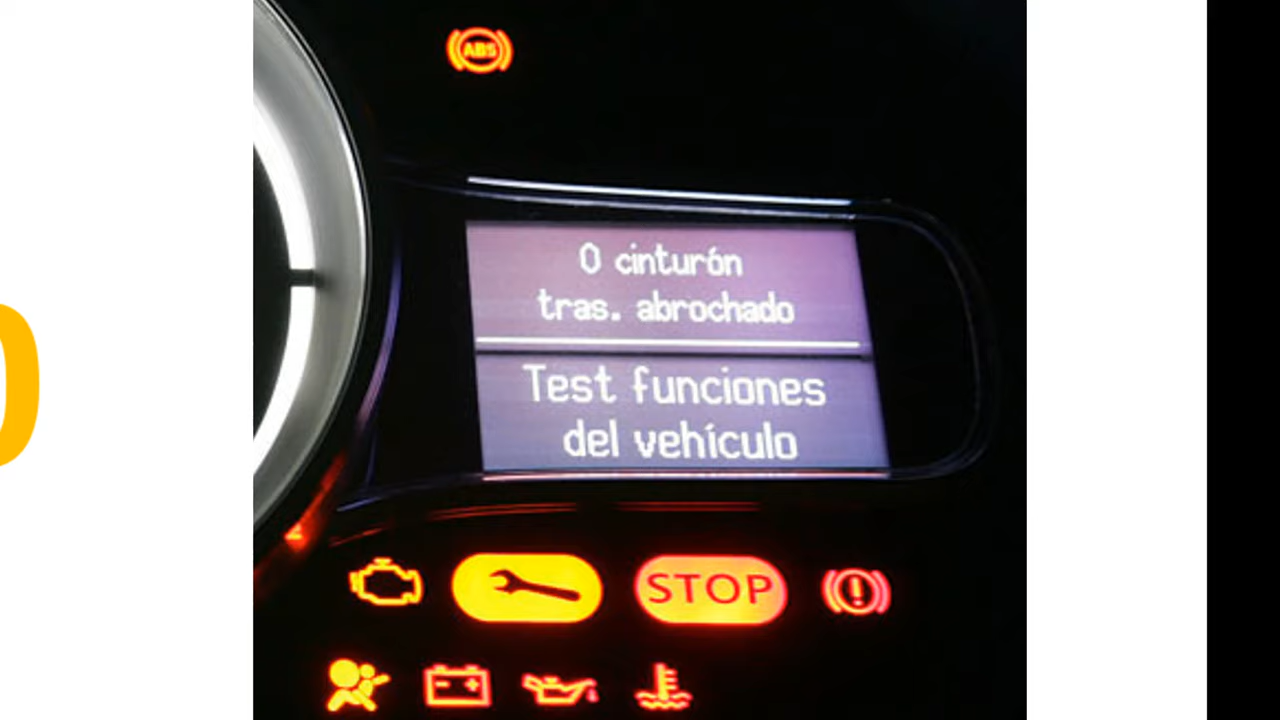 ABS
0 cinturón
tras. abrochado
Test funciones
del vehículo
STOP